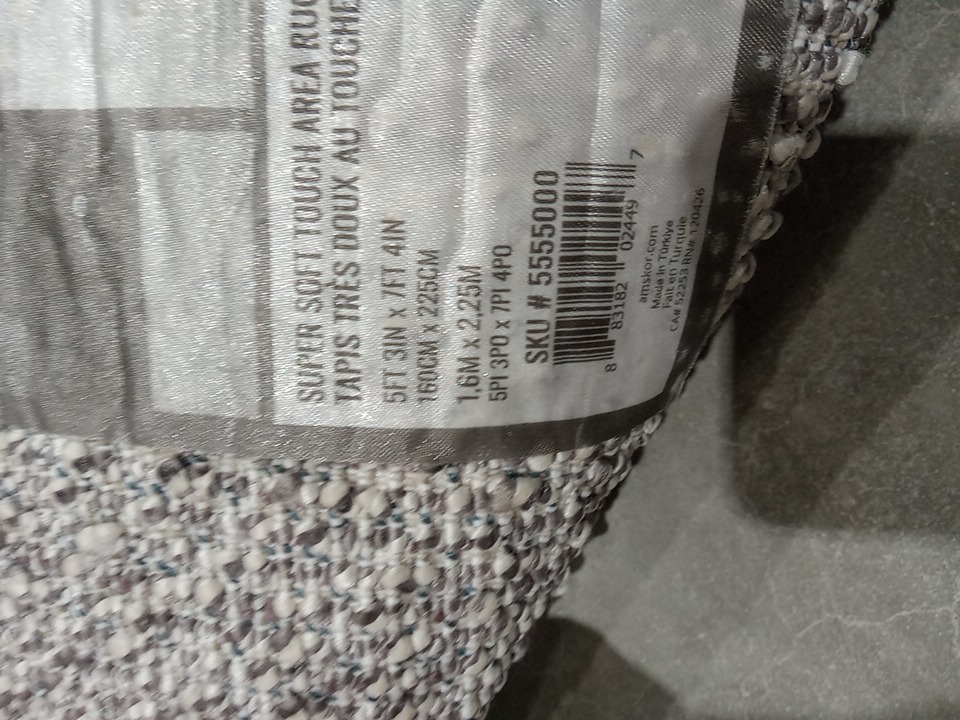 SUPER SOFT TOUCH AREA RUG
TAPIS TRÈS DOUX AU TOUCHE
5FT 3IN x 7FT 4IN
160CM x 225CM
1,6M x 2,25M
5PI 3PO x 7PI 4PO
SKU # 5555000
8 83182 02449 7
amskor.com
Made in Türkiye
Fait en Turquie
CA# 52253 RN# 120426